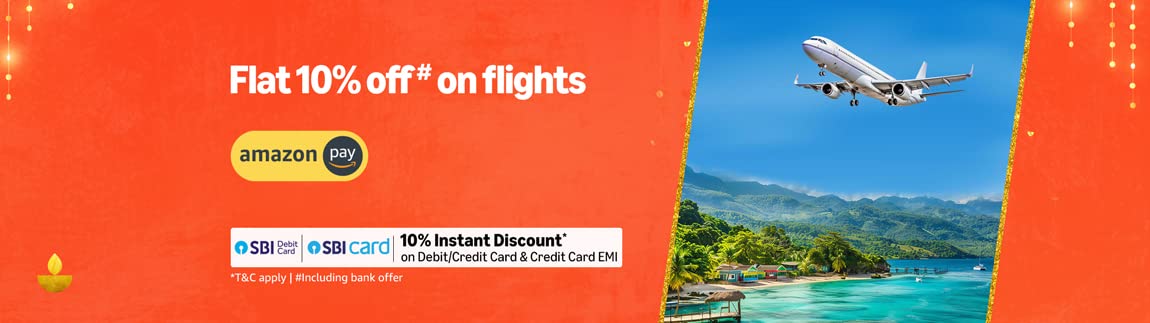 Flat 10% off# on flights
amazon pay
SBI Debit Card | SBI card | 10% Instant Discount*
on Debit/Credit Card & Credit Card EMI
*T&C apply | #Including bank offer